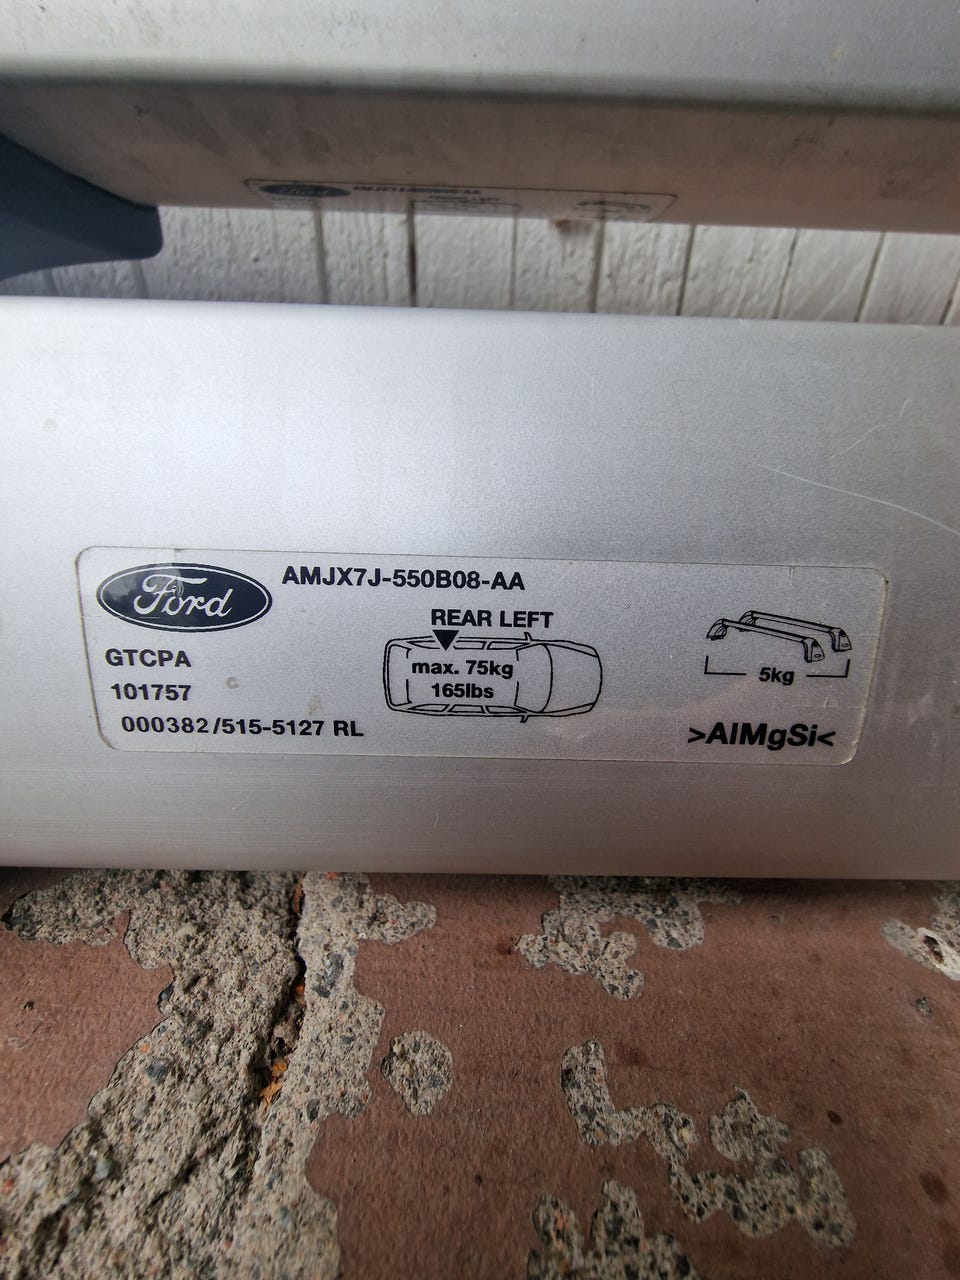 Ford
AMJX7J-550B08-AA
REAR LEFT
GTCPA
max. 75kg
101757
165lbs
5kg
000382/515-5127 RL
>AlMgSi<